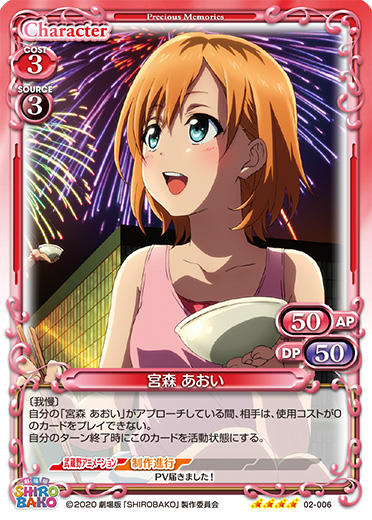 Precious Memories
Character
COST
3
SOURCE
3
50 AP
DP 50
宮森 あおい
［我慢］
自分の「宮森 あおい」がアプローチしている間、相手は、使用コストが0
のカードをプレイできない。
自分のターン終了時にこのカードを活動状態にする。
武蔵野アニメーション 制作進行
PV届きました！
劇場版
SHIRO
BAKO
©2020 劇場版「SHIROBAKO」製作委員会
★★★★ 02-006